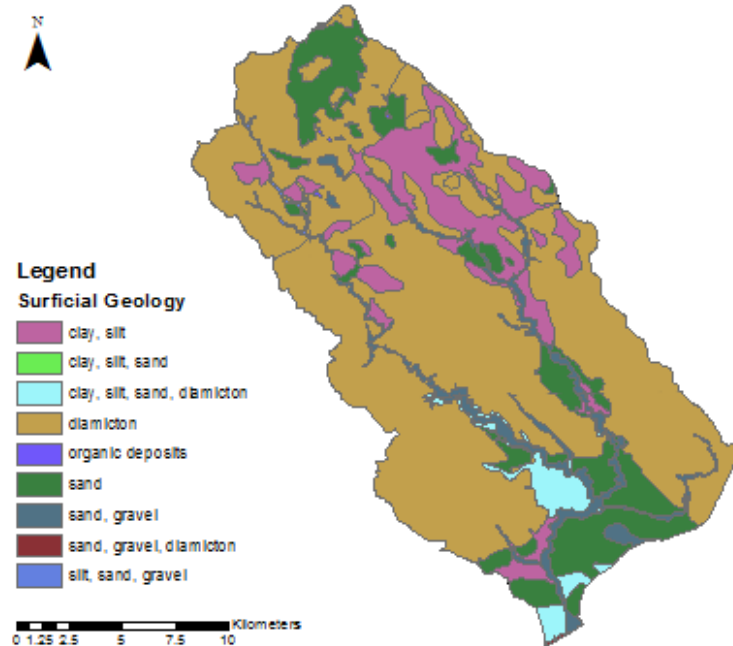 N
Legend
Surficial Geology
clay, silt
clay, silt, sand
clay, silt, sand, diamicton
diamicton
organic deposits
sand
sand, gravel
sand, gravel, diamicton
silt, sand, gravel
Kilometers
0 1.25 2.5 5 7.5 10